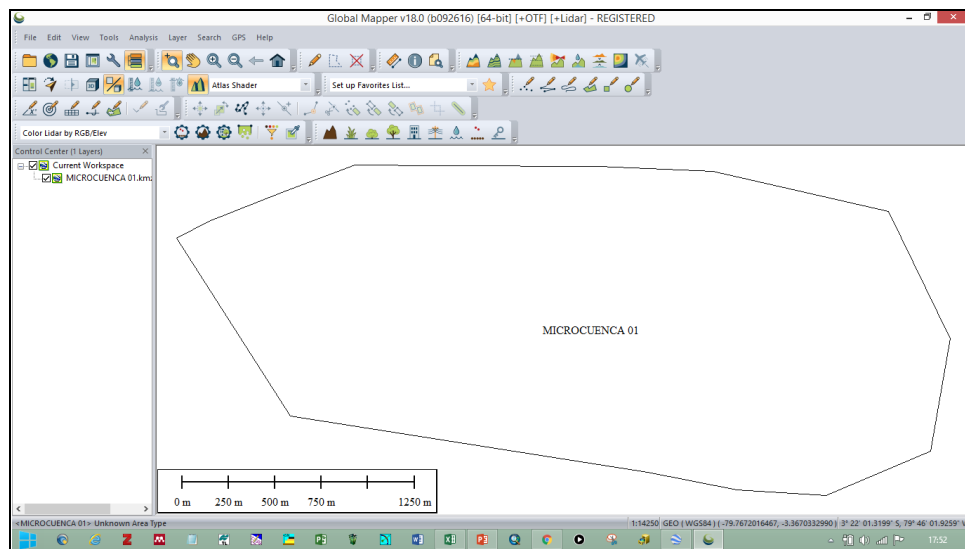 Global Mapper v18.0 (b092616) [64-bit] [+OTF] [+Lidar] - REGISTERED
File Edit View Tools Analysis Layer Search GPS Help
Atlas Shader
Set up Favorites List...
Color Lidar by RGB/Elev
Control Center (1 Layers)
Current Workspace
MICROCUENCA 01.kmz
MICROCUENCA 01
0 m 250 m 500 m 750 m 1250 m
<MICROCUENCA 01> Unknown Area Type
1:14250 GEO ( WGS84 ) ( -79.7672016467, -3.3670332990 ) 3° 22' 01.3199" S, 79° 46' 01.9259" W
17:52